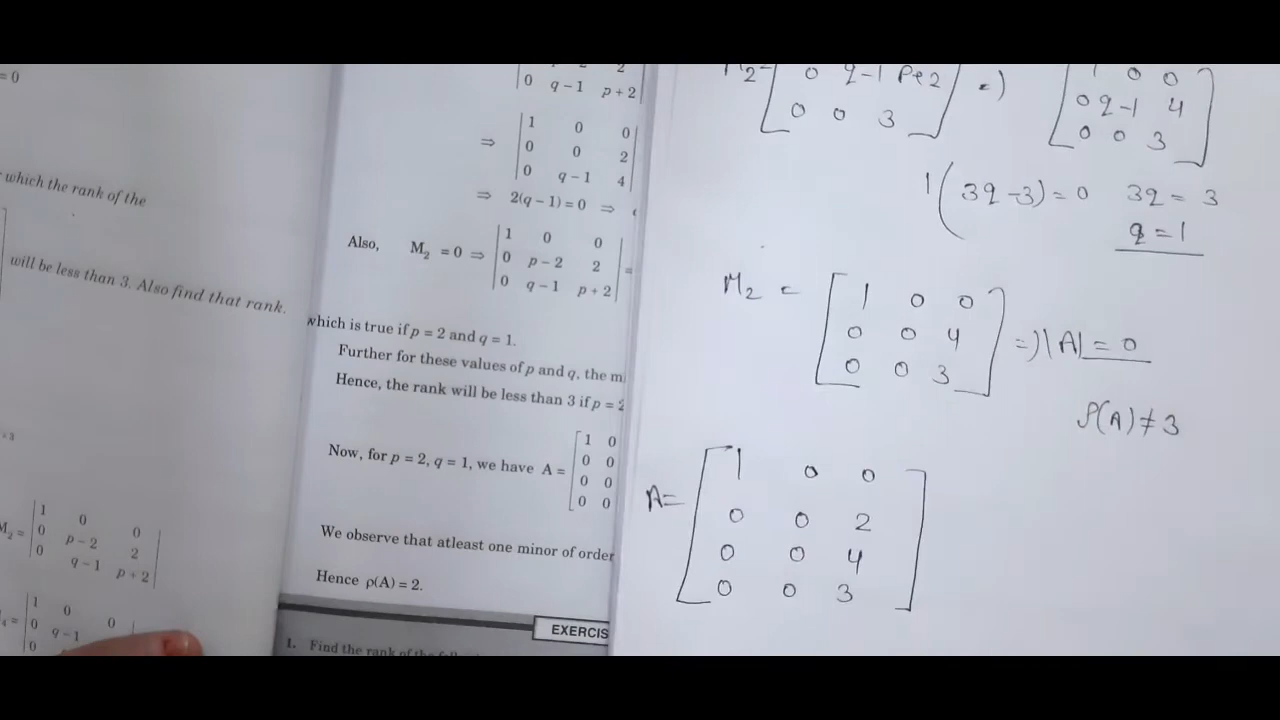 = 0
which the rank of the
will be less than 3. Also find that rank.
M₂ = |1 0 0|
|0 p − 2 2|
|0 q − 1 p + 2|
|1 0 0|
|0 q − 1
|0
2
|0 q − 1 p + 2|
⇒ |1 0 0|
|0 0 2|
|0 q − 1 4|
⇒ 2(q − 1) = 0 ⇒
Also, M₂ = 0 ⇒ |1 0 0|
|0 p − 2 2| =
|0 q − 1 p + 2|
which is true if p = 2 and q = 1.
Further for these values of p and q, the
Hence, the rank will be less than 3 if p = 2
Now, for p = 2, q = 1, we have A = [1 0
0 0
0 0
0 0
We observe that atleast one minor of order
Hence ρ(A) = 2.
EXERCIS
1. Find the rank of the
M₂ = [0 q-1 p+2] =)
0 0 3
[1 0 0]
0 q-1 4
0 0 3
1(3q-3) = 0 3q = 3
q = 1
M₂ = [1 0 0]
0 0 4 =) |A| = 0
0 0 3
ρ(A) ≠ 3
A = [1 0 0]
0 0 2
0 0 4
0 0 3